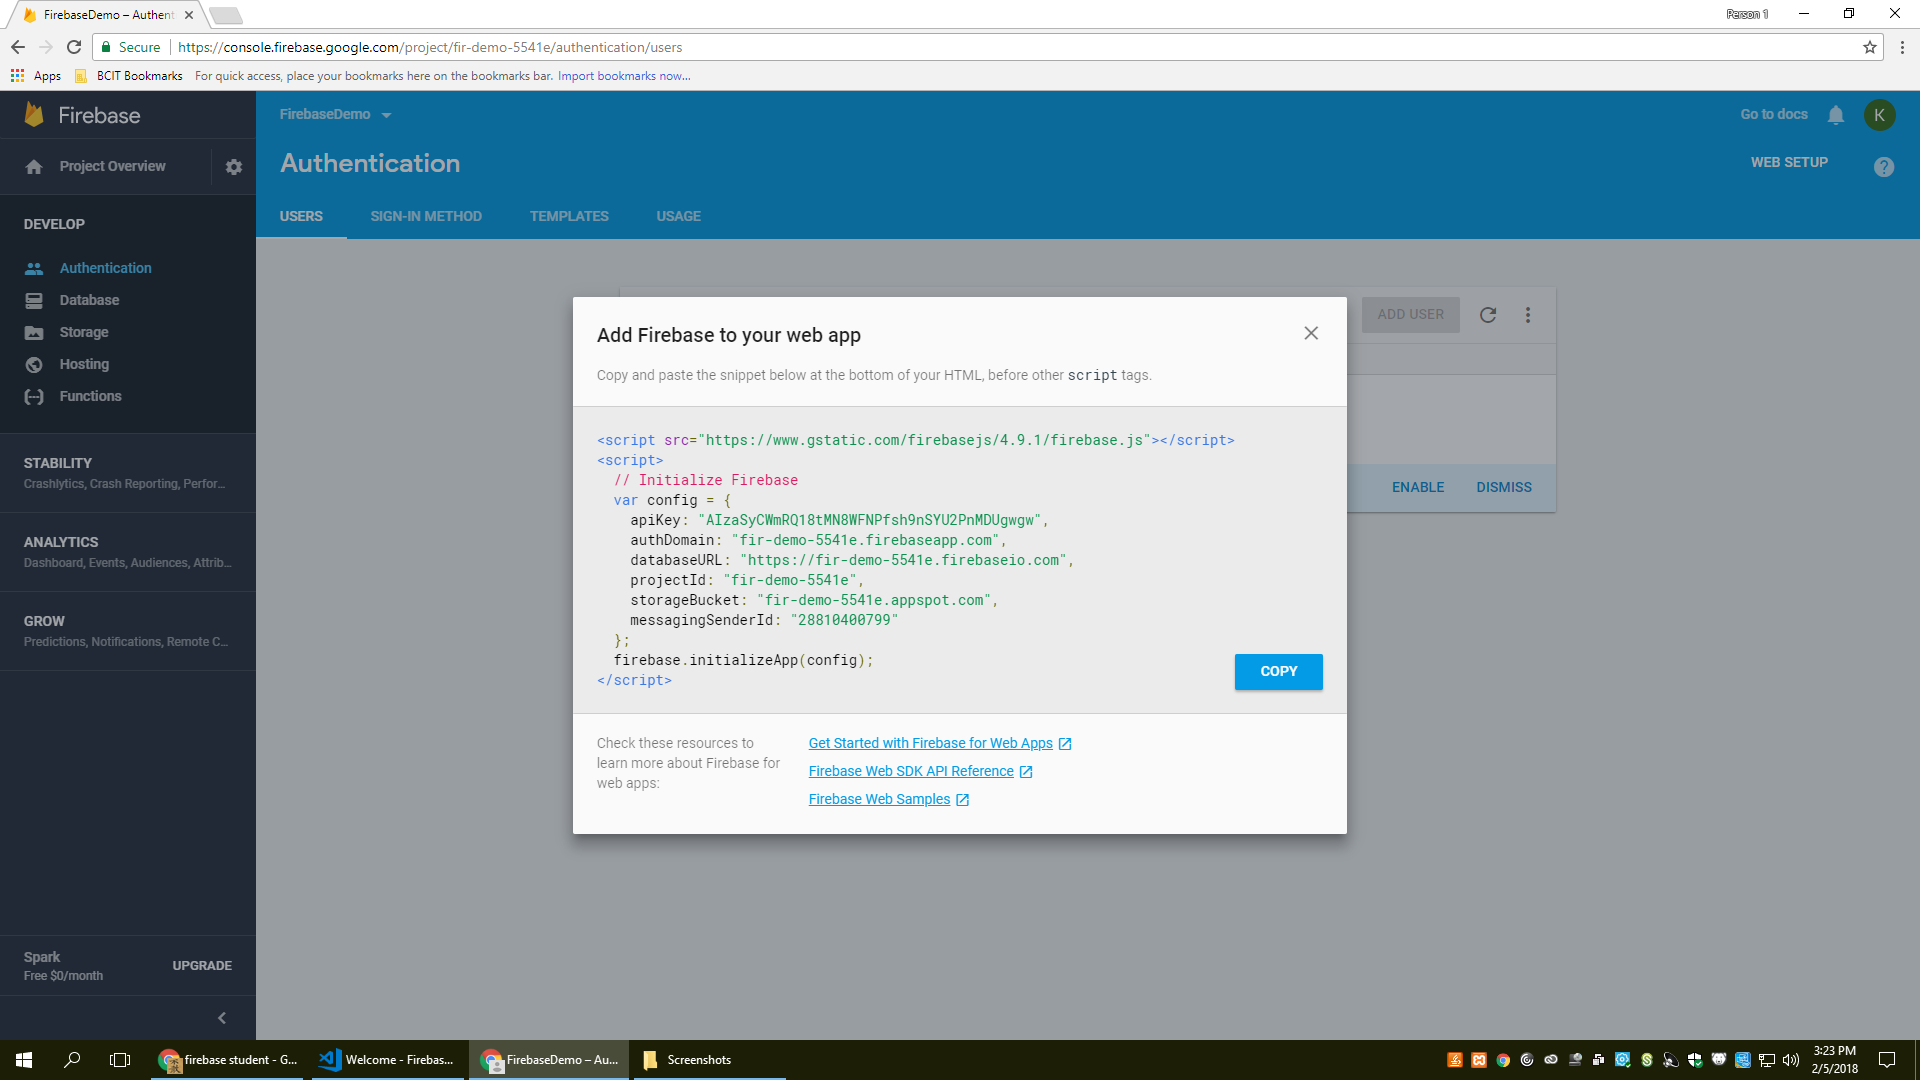 FirebaseDemo – Authent
Person 1
Secure
https://console.firebase.google.com/project/fir-demo-5541e/authentication/users
Apps
BCIT Bookmarks
For quick access, place your bookmarks here on the bookmarks bar. Import bookmarks now...
Firebase
FirebaseDemo
Go to docs
K
Project Overview
Authentication
WEB SETUP
USERS
SIGN-IN METHOD
TEMPLATES
USAGE
DEVELOP
Authentication
Database
Storage
Hosting
Functions
STABILITY
Crashlytics, Crash Reporting, Perfor...
ANALYTICS
Dashboard, Events, Audiences, Attrib...
GROW
Predictions, Notifications, Remote C...
Spark
Free $0/month
UPGRADE
ADD USER
ENABLE
DISMISS
Add Firebase to your web app
Copy and paste the snippet below at the bottom of your HTML, before other script tags.
<script src="https://www.gstatic.com/firebasejs/4.9.1/firebase.js"></script>
<script>
// Initialize Firebase
var config = {
apiKey: "AIzaSyCWmRQ18tMN8WFNPfsh9nSYU2PnMDUgwgw",
authDomain: "fir-demo-5541e.firebaseapp.com",
databaseURL: "https://fir-demo-5541e.firebaseio.com",
projectId: "fir-demo-5541e",
storageBucket: "fir-demo-5541e.appspot.com",
messagingSenderId: "28810400799"
};
firebase.initializeApp(config);
</script>
COPY
Check these resources to
learn more about Firebase for
web apps:
Get Started with Firebase for Web Apps
Firebase Web SDK API Reference
Firebase Web Samples
firebase student - G...
Welcome - Firebas...
FirebaseDemo – Au...
Screenshots
3:23 PM
2/5/2018